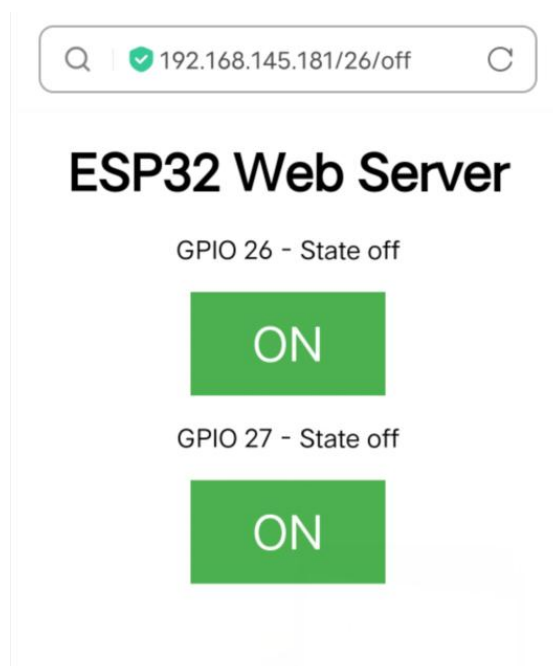 192.168.145.181/26/off
ESP32 Web Server
GPIO 26 - State off
ON
GPIO 27 - State off
ON